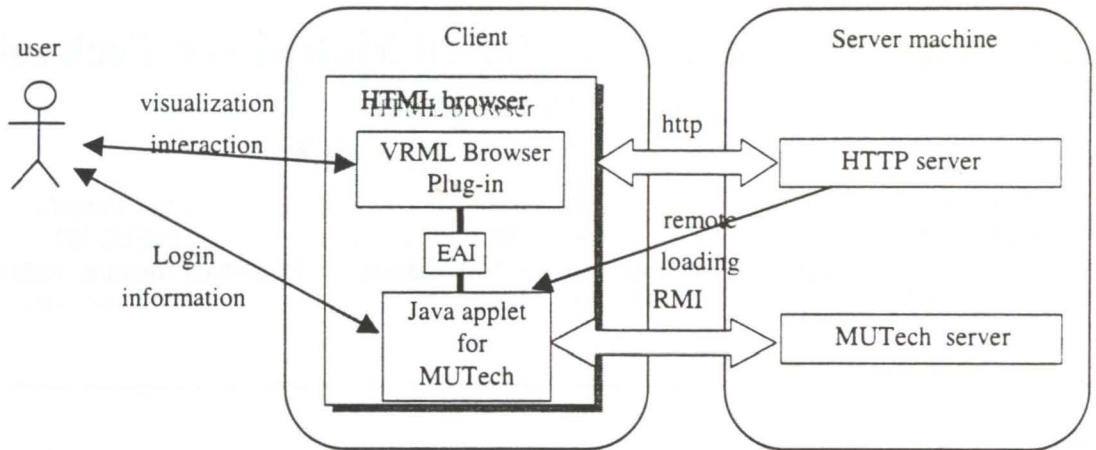 user
Client
Server machine
visualization
interaction
HTML browser
VRML Browser
Plug-in
http
HTTP server
EAI
remote
loading
Login
information
Java applet
for
MUTech
RMI
MUTech server